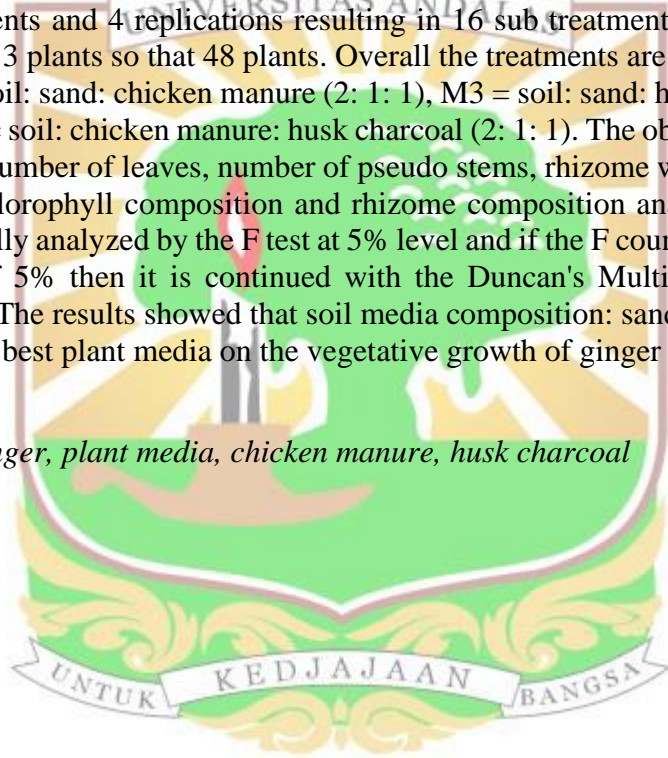 UNIVERSITAS ANDALAS
ents and 4 replications resulting in 16 sub treatment
3 plants so that 48 plants. Overall the treatments are
oil: sand: chicken manure (2: 1: 1), M3 = soil: sand: h
soil: chicken manure: husk charcoal (2: 1: 1). The ob
umber of leaves, number of pseudo stems, rhizome w
lorophyll composition and rhizome composition an
lly analyzed by the F test at 5% level and if the F coun
f 5% then it is continued with the Duncan's Multi
The results showed that soil media composition: sand
best plant media on the vegetative growth of ginger
nger, plant media, chicken manure, husk charcoal
UNTUK KEDJAJAAN BANGSA